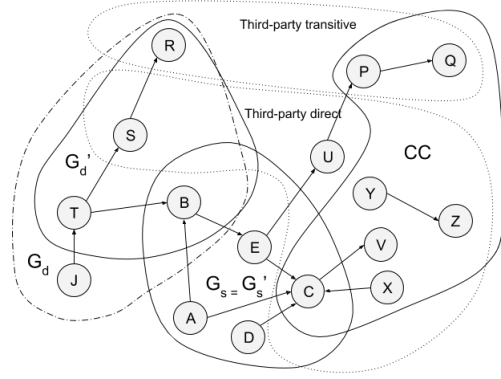 Third-party transitive
R
P
Q
S
Third-party direct
U
CC
G_d'
Y
T
B
Z
E
V
G_d
J
G_s = G_s'
C
X
A
D